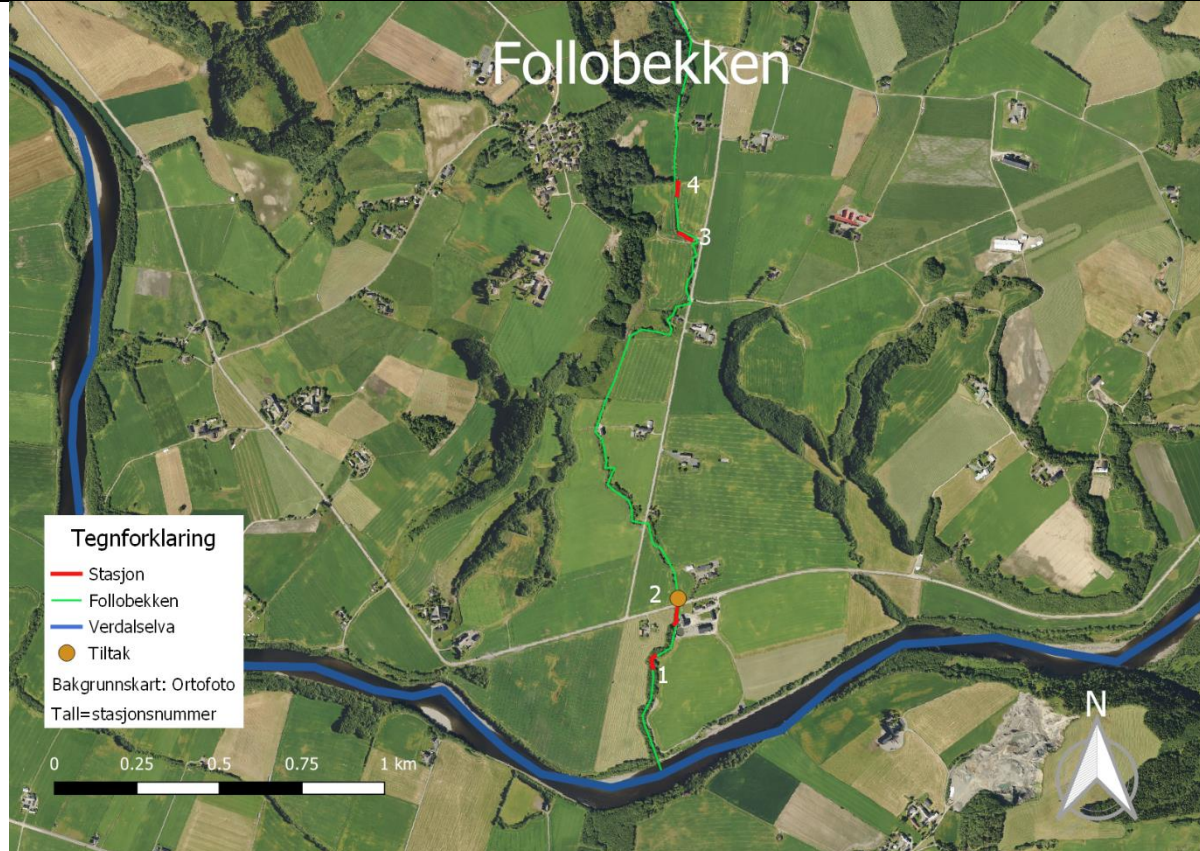 Follobekken
4
3
2
1
Tegnforklaring
Stasjon
Follobekken
Verdalselva
Tiltak
Bakgrunnskart: Ortofoto
Tall=stasjonsnummer
0 0.25 0.5 0.75 1 km
N